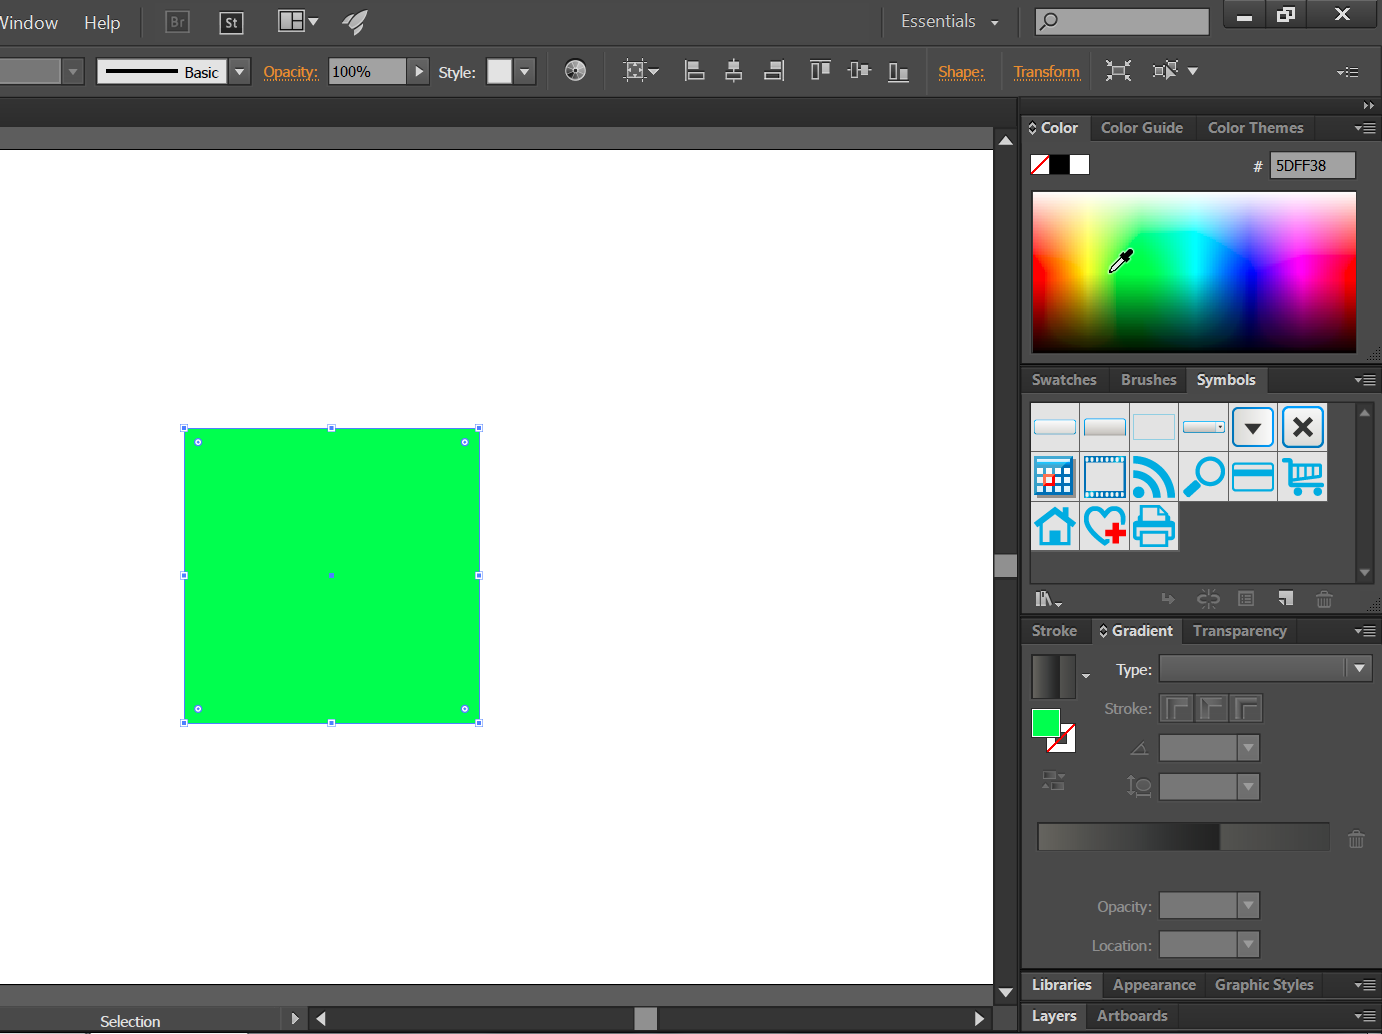 Window Help Br St Essentials
Basic Opacity: 100% Style: Shape: Transform
Color Color Guide Color Themes
# 5DFF38
Swatches Brushes Symbols
Stroke Gradient Transparency
Type:
Stroke:
Opacity:
Location:
Libraries Appearance Graphic Styles
Layers Artboards
Selection